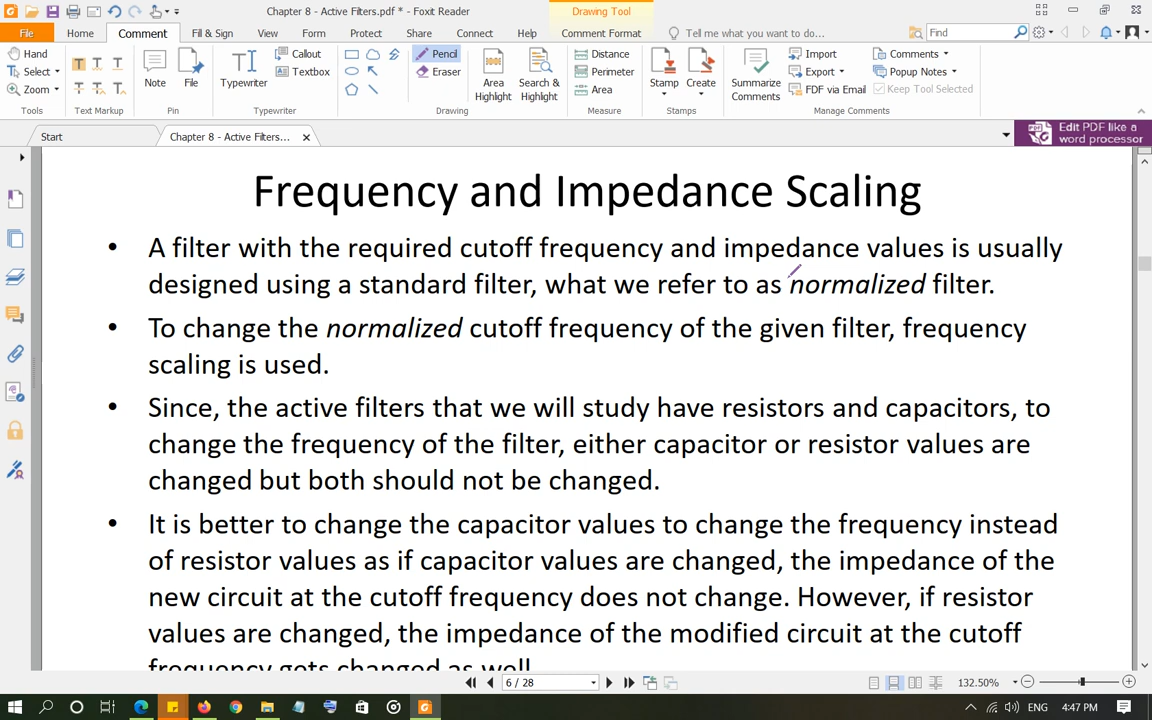 Chapter 8 - Active Filters.pdf * - Foxit Reader
Drawing Tool
File
Home
Comment
Fill & Sign
View
Form
Protect
Share
Connect
Help
Comment Format
Tell me what you want to do...
Find
Hand
Select
Zoom
Tools
Text Markup
Note
File
Pin
Typewriter
Callout
Textbox
Typewriter
Pencil
Eraser
Drawing
Area
Highlight
Search &
Highlight
Distance
Perimeter
Area
Measure
Stamp
Create
Stamps
Summarize
Comments
Import
Export
FDF via Email
Comments
Popup Notes
Keep Tool Selected
Manage Comments
Start
Chapter 8 - Active Filters....
Edit PDF like a
word processor
Frequency and Impedance Scaling
• A filter with the required cutoff frequency and impedance values is usually
designed using a standard filter, what we refer to as normalized filter.
• To change the normalized cutoff frequency of the given filter, frequency
scaling is used.
• Since, the active filters that we will study have resistors and capacitors, to
change the frequency of the filter, either capacitor or resistor values are
changed but both should not be changed.
• It is better to change the capacitor values to change the frequency instead
of resistor values as if capacitor values are changed, the impedance of the
new circuit at the cutoff frequency does not change. However, if resistor
values are changed, the impedance of the modified circuit at the cutoff
frequency gets changed as well.
6 / 28
132.50%
ENG
4:47 PM